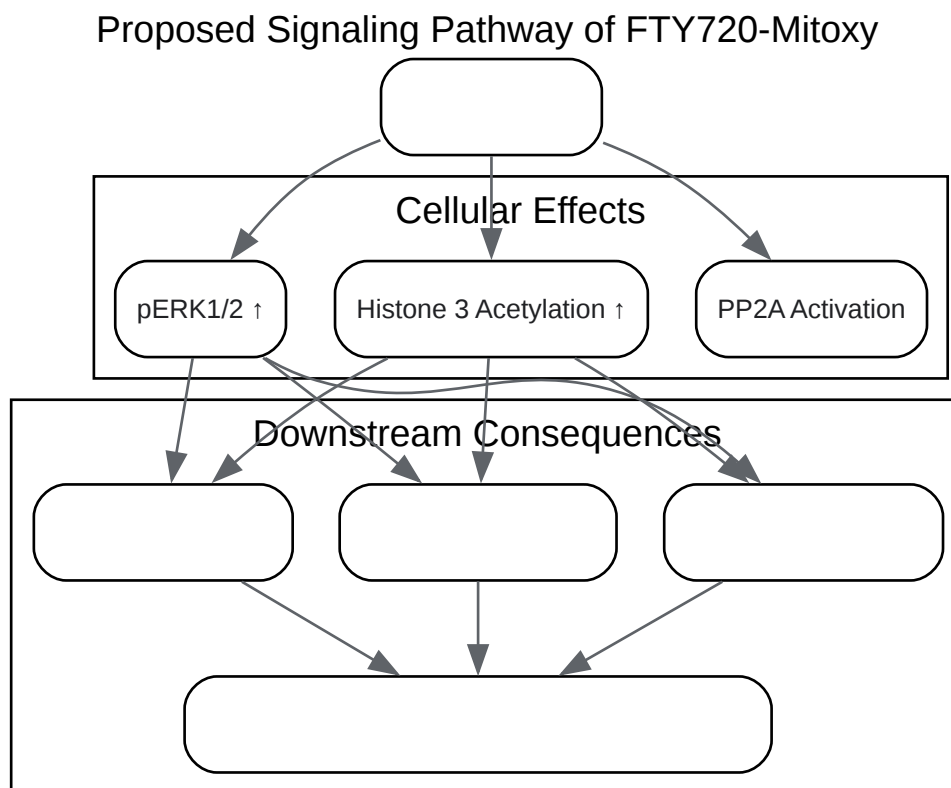 Proposed Signaling Pathway of FTY720-Mitoxy
Cellular Effects
pERK1/2 ↑
Histone 3 Acetylation ↑
PP2A Activation
Downstream Consequences